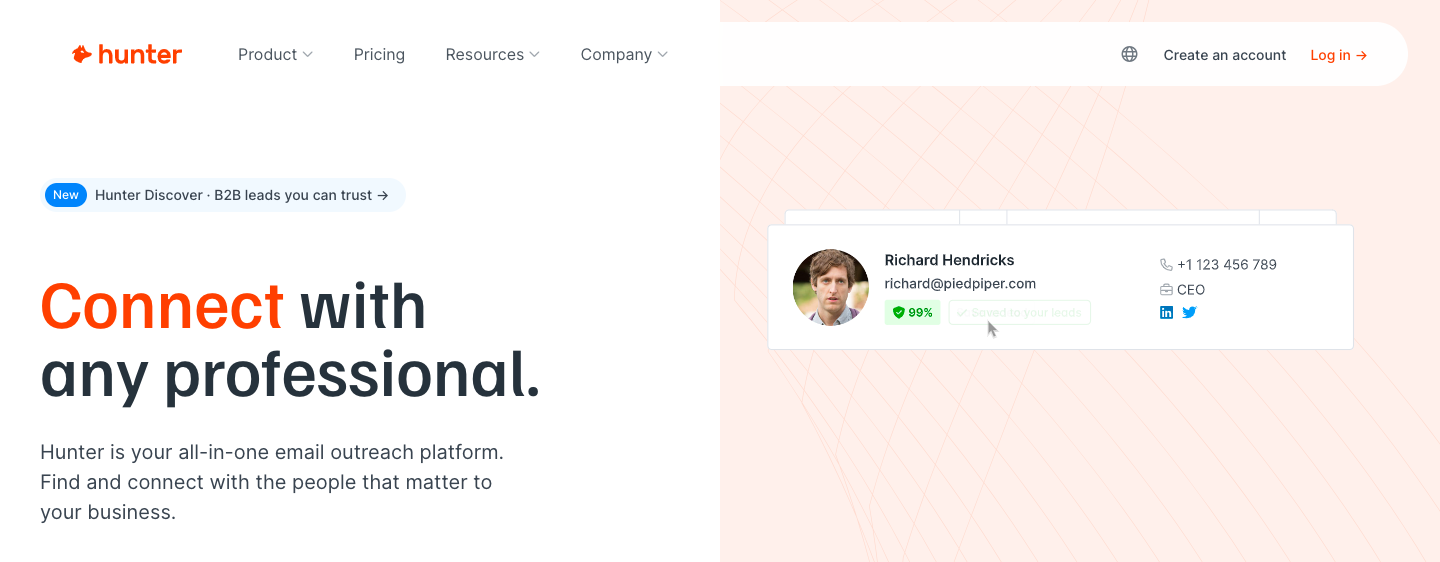 hunter
Product
Pricing
Resources
Company
Create an account
Log in →
New
Hunter Discover · B2B leads you can trust →
Connect with
any professional.
Hunter is your all-in-one email outreach platform.
Find and connect with the people that matter to
your business.
Richard Hendricks
richard@piedpiper.com
99%
Saved to your leads
+1 123 456 789
CEO